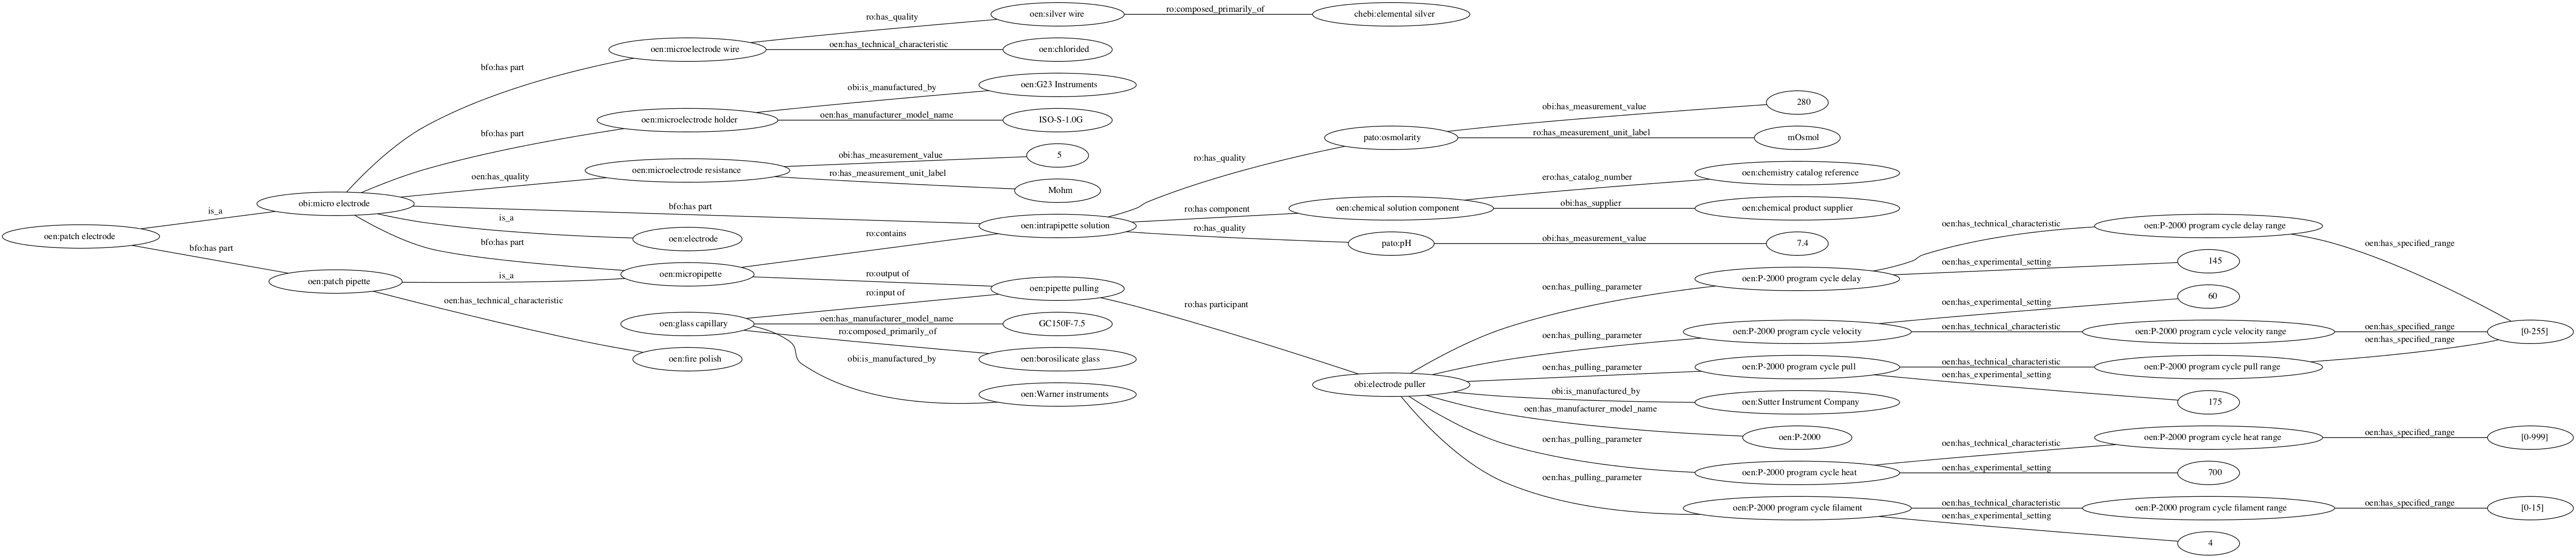 oen:patch electrode
is_a
bfo:has part
obi:micro electrode
oen:patch pipette
bfo:has part
bfo:has part
oen:has_quality
bfo:has part
is_a
bfo:has part
is_a
oen:has_technical_characteristic
oen:microelectrode wire
oen:microelectrode holder
oen:microelectrode resistance
oen:electrode
oen:micropipette
oen:glass capillary
oen:fire polish
ro:has_quality
oen:has_technical_characteristic
obi:is_manufactured_by
oen:has_manufacturer_model_name
obi:has_measurement_value
ro:has_measurement_unit_label
ro:contains
ro:output of
ro:input of
oen:has_manufacturer_model_name
ro:composed_primarily_of
obi:is_manufactured_by
oen:silver wire
oen:chlorided
oen:G23 Instruments
ISO-S-1.0G
5
Mohm
oen:intrapipette solution
oen:pipette pulling
GC150F-7.5
oen:borosilicate glass
oen:Warner instruments
ro:composed_primarily_of
ro:has_quality
ro:has component
ro:has_quality
ro:has participant
chebi:elemental silver
pato:osmolarity
oen:chemical solution component
pato:pH
obi:electrode puller
obi:has_measurement_value
ro:has_measurement_unit_label
ero:has_catalog_number
obi:has_supplier
obi:has_measurement_value
oen:has_pulling_parameter
oen:has_pulling_parameter
oen:has_pulling_parameter
obi:is_manufactured_by
oen:has_manufacturer_model_name
oen:has_pulling_parameter
oen:has_pulling_parameter
280
mOsmol
oen:chemistry catalog reference
oen:chemical product supplier
7.4
oen:P-2000 program cycle delay
oen:P-2000 program cycle velocity
oen:P-2000 program cycle pull
oen:Sutter Instrument Company
oen:P-2000
oen:P-2000 program cycle heat
oen:P-2000 program cycle filament
oen:has_technical_characteristic
oen:has_experimental_setting
oen:has_experimental_setting
oen:has_technical_characteristic
oen:has_technical_characteristic
oen:has_experimental_setting
oen:has_technical_characteristic
oen:has_experimental_setting
oen:has_technical_characteristic
oen:has_experimental_setting
oen:P-2000 program cycle delay range
145
60
oen:P-2000 program cycle velocity range
oen:P-2000 program cycle pull range
175
oen:P-2000 program cycle heat range
700
oen:P-2000 program cycle filament range
4
oen:has_specified_range
oen:has_specified_range
oen:has_specified_range
oen:has_specified_range
oen:has_specified_range
[0-255]
[0-999]
[0-15]